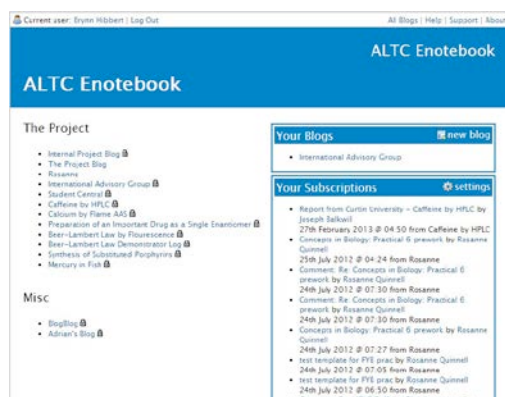 Current user: Brynn Hibbert | Log Out
All Blogs | Help | Support | About
ALTC Enotebook
ALTC Enotebook
The Project
Internal Project Blog
The Project Blog
Rosanne
International Advisory Group
Student Central
Caffeine by HPLC
Calcium by Flame AAS
Preparation of an Important Drug as a Single Enantiomer
Beer-Lambert Law by Flourescence
Beer-Lambert Law Demonstrator Log
Synthesis of Substituted Porphyrins
Mercury in Fish
Misc
BlogBlog
Adrian's Blog
Your Blogs
new blog
International Advisory Group
Your Subscriptions
settings
Report from Curtin University - Caffeine by HPLC by
Joseph Balkwil
27th February 2013 @ 04:50 from Caffeine by HPLC
Concepts in Biology: Practical 6 prework by Rosanne
Quinnell
25th July 2012 @ 04:24 from Rosanne
Comment: Re: Concepts in Biology: Practical 6
prework by Rosanne Quinnell
24th July 2012 @ 07:30 from Rosanne
Comment: Re: Concepts in Biology: Practical 6
prework by Rosanne Quinnell
24th July 2012 @ 07:30 from Rosanne
Concepts in Biology: Practical 6 prework by Rosanne
Quinnell
24th July 2012 @ 07:27 from Rosanne
test template for FYE prac by Rosanne Quinnell
24th July 2012 @ 07:05 from Rosanne
test template for FYE prac by Rosanne Quinnell
24th July 2012 @ 06:50 from Rosanne